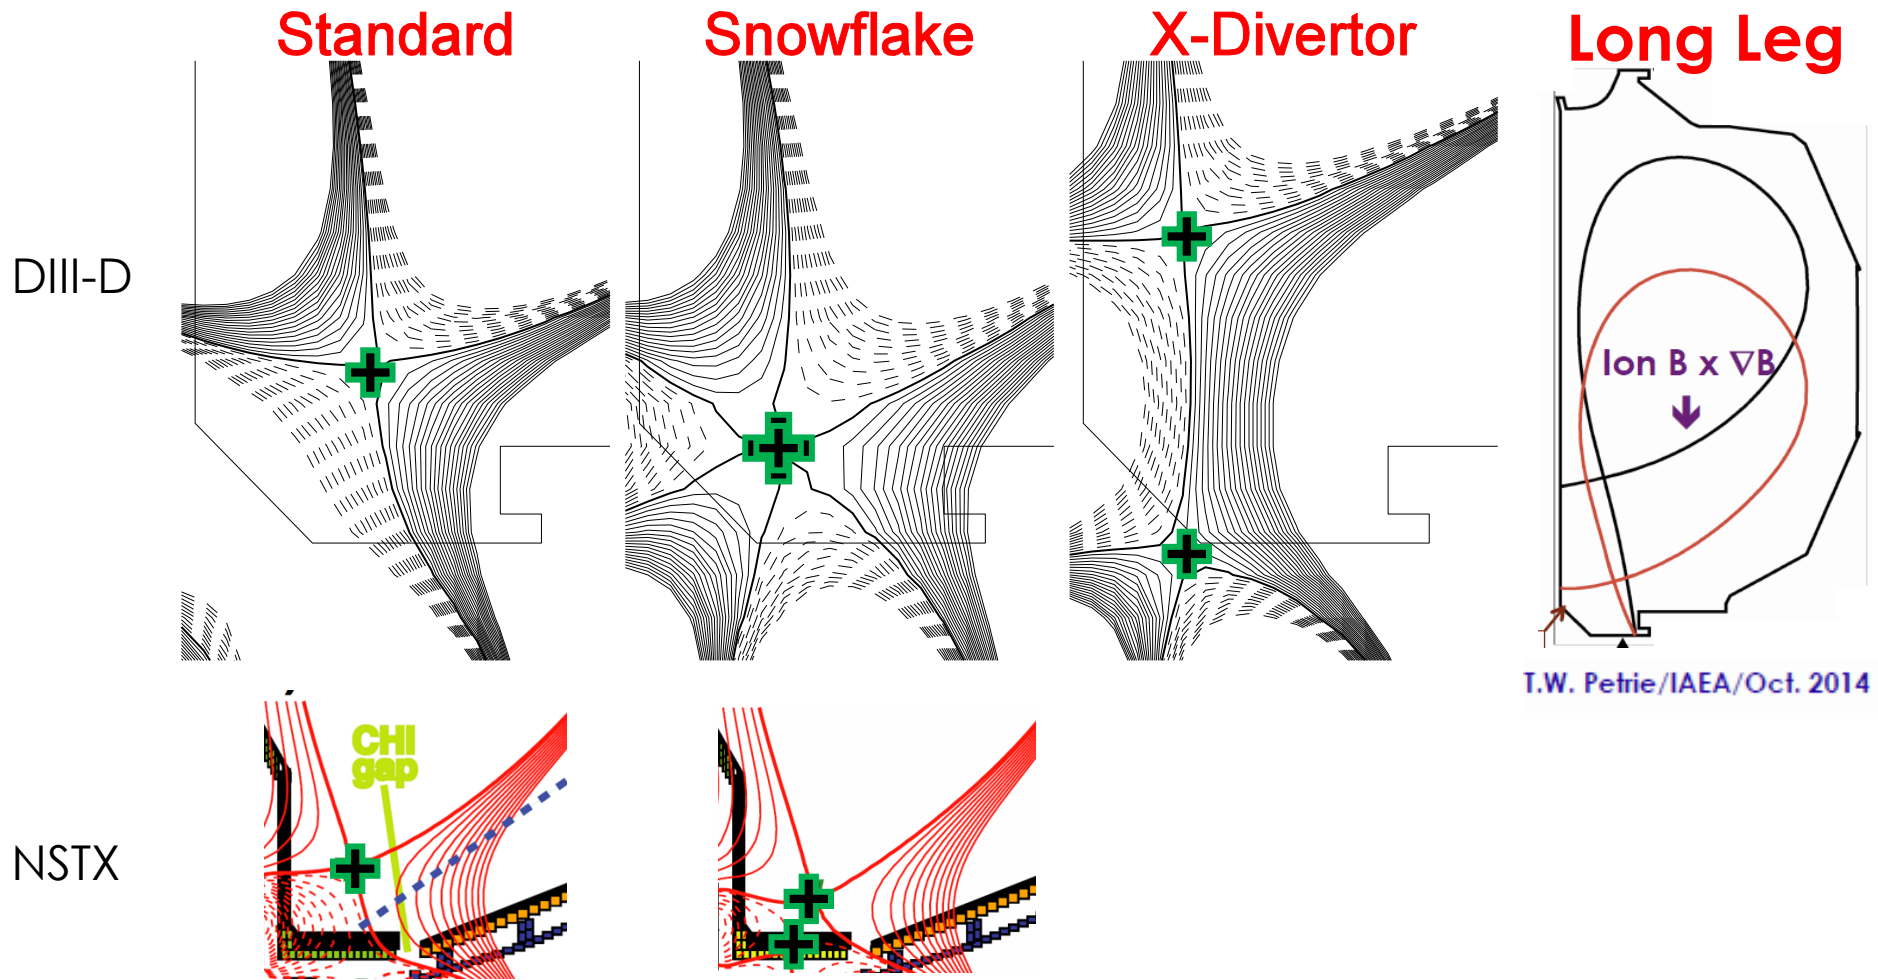 Standard
Snowflake
X-Divertor
Long Leg
DIII-D
Ion B x ∇B
T.W. Petrie/IAEA/Oct. 2014
CHI
gap
NSTX